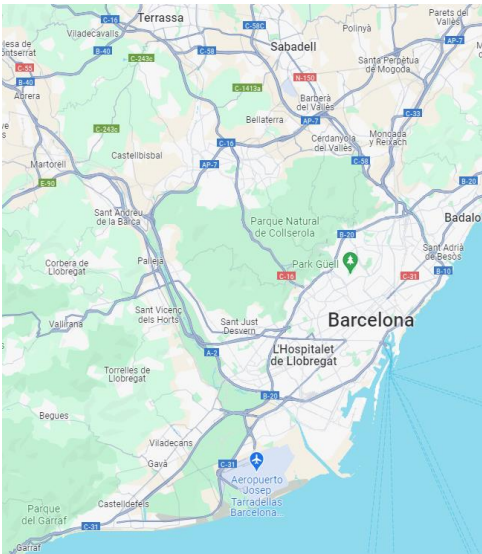 Parets del
Vallès
C-16
Terrassa
Viladecavalls
C-58C
Polinyà
AP-7
B-40
C-58
Sabadell
C-243c
Santa Perpètua
de Mogoda
C-55
B-40
Abrera
N-150
C-1413a
Barberà
del Vallès
C-33
Bellaterra
AP-7
C-243c
C-16
Cerdanyola
del Vallès
Montcada
y Reixach
Castellbisbal
C-58
Martorell
AP-7
E-90
B-20
Sant Andreu
de la Barca
Parque Natural
de Collserola
Badalo
B-20
Sant Adrià
de Besòs
Corbera de
Llobregat
Palleja
Park Güell
B-10
C-16
C-31
Sant Vicenç
dels Horts
Vallirana
Sant Just
Desvern
Barcelona
A-2
L'Hospitalet
de Llobregat
Torrelles de
Llobregat
B-20
Begues
Viladecans
Gavà
C-31
Aeropuerto
Josep
Tarradellas
Barcelona...
Castelldefels
Parque
del Garraf
C-31
Garraf